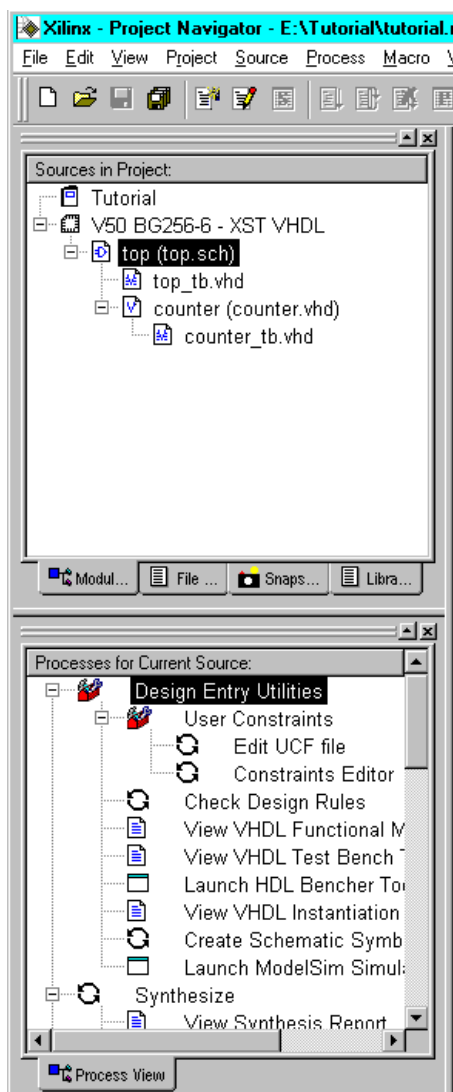 Xilinx - Project Navigator - E:\Tutorial\tutorial.
File Edit View Project Source Process Macro
Sources in Project:
Tutorial
V50 BG256-6 - XST VHDL
top (top.sch)
top_tb.vhd
counter (counter.vhd)
counter_tb.vhd
Modul... File ... Snaps... Libra...
Processes for Current Source:
Design Entry Utilities
User Constraints
Edit UCF file
Constraints Editor
Check Design Rules
View VHDL Functional M
View VHDL Test Bench T
Launch HDL Bencher Too
View VHDL Instantiation
Create Schematic Symb
Launch ModelSim Simul
Synthesize
View Synthesis Report
Process View